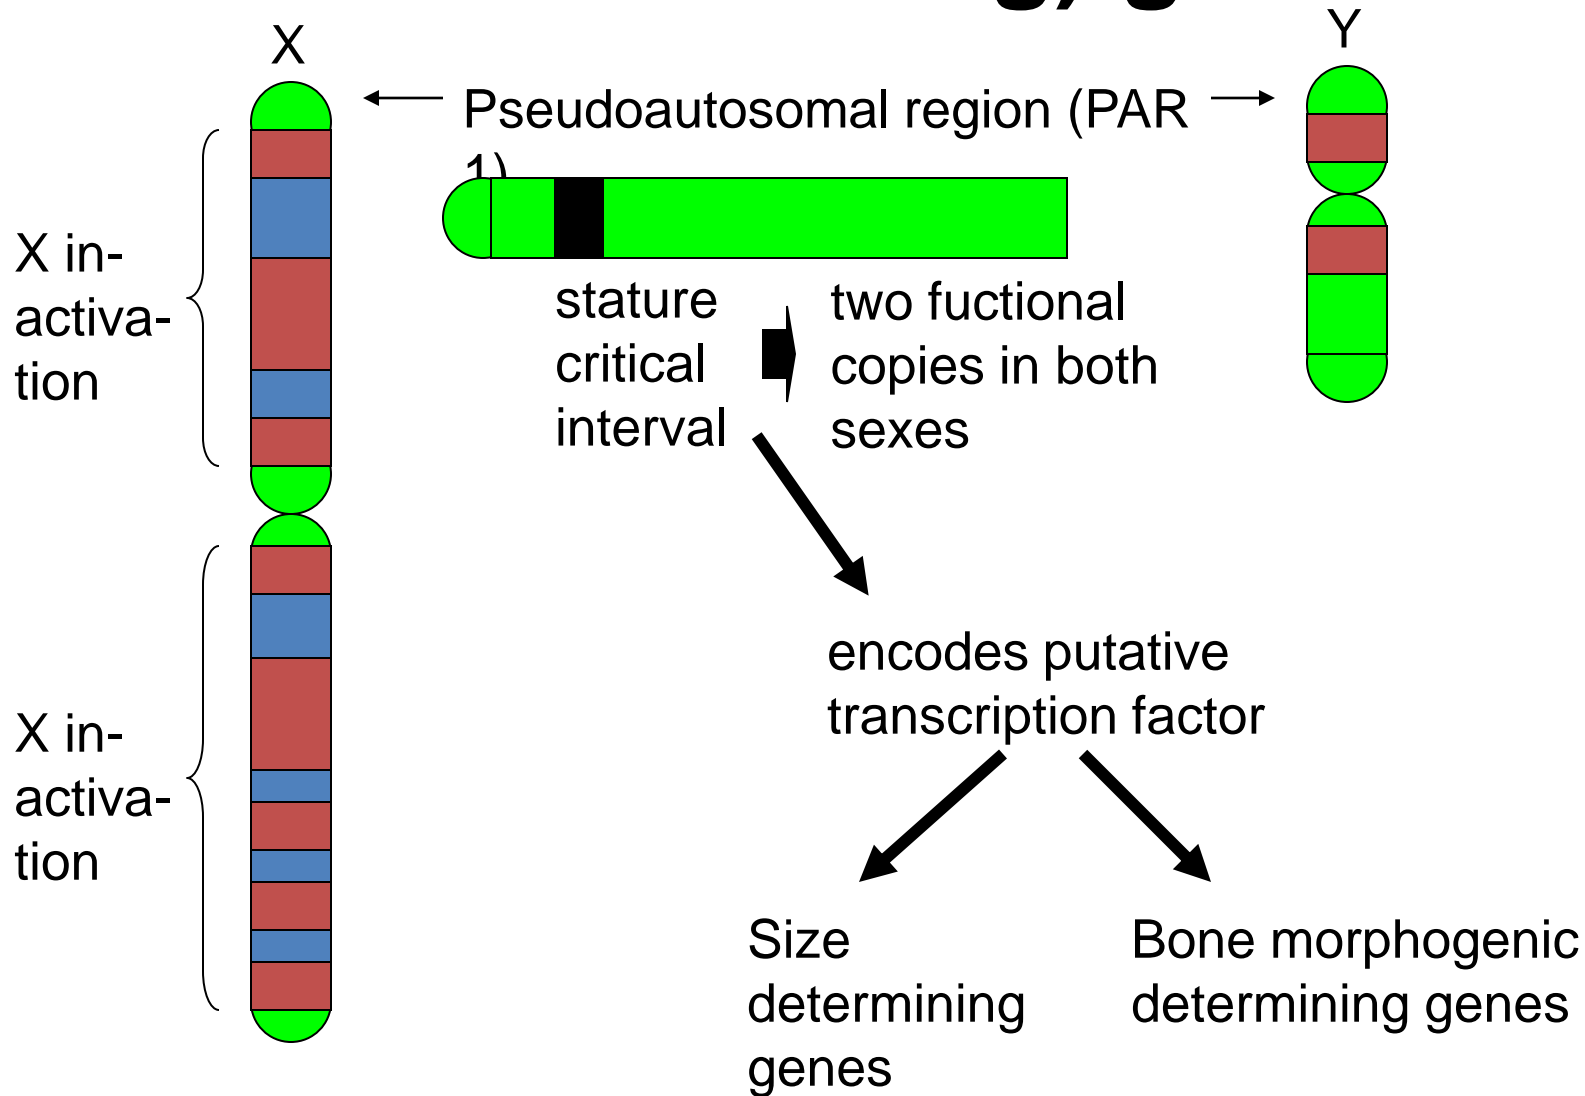 X
Y
Pseudoautosomal region (PAR
1)
X in-
activa-
tion
stature
critical
interval
two fuctional
copies in both
sexes
encodes putative
transcription factor
X in-
activa-
tion
Size
determining
genes
Bone morphogenic
determining genes